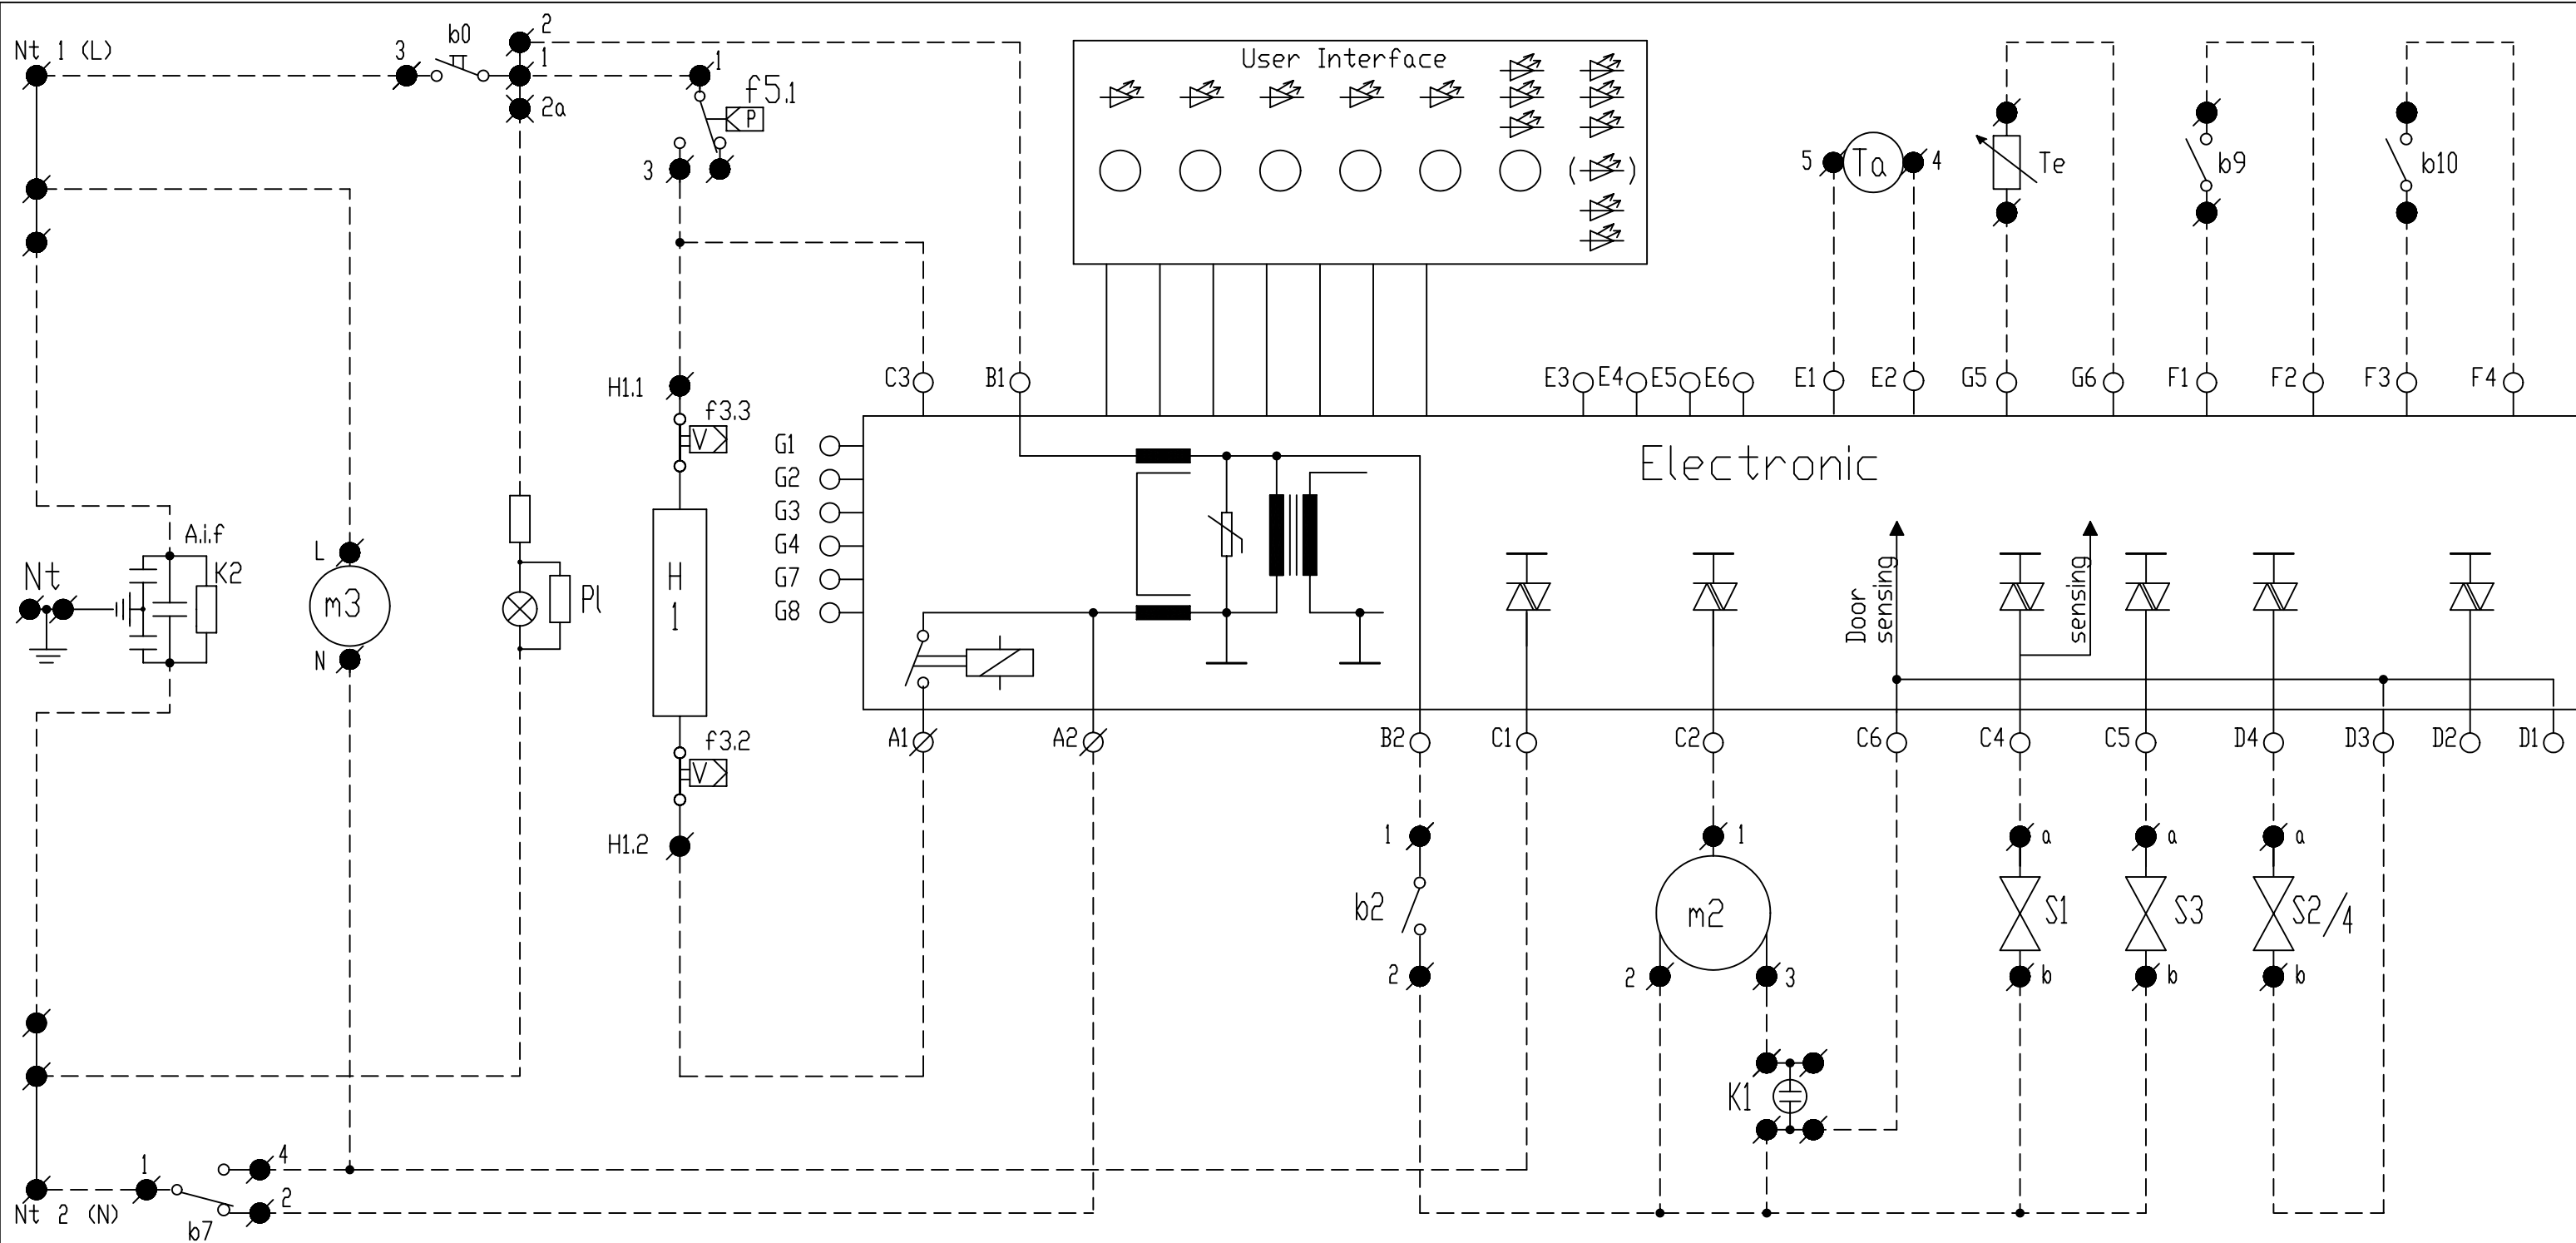 Nt 1 (L)
3
b0
2
1
2a
1
f5.1
P
3
User Interface
( )
5
Ta
4
Te
b9
b10
H1.1
f3.3
V
C3
B1
E3
E4
E5
E6
E1
E2
G5
G6
F1
F2
F3
F4
G1
G2
G3
G4
G7
G8
Electronic
A.i.f
K2
Nt
L
m3
N
Pl
H
1
Door
sensing
sensing
f3.2
V
H1.2
A1
A2
B2
C1
C2
C6
C4
C5
D4
D3
D2
D1
1
b2
2
1
m2
2
3
K1
a
S1
b
a
S3
b
a
S2/4
b
1
4
2
b7
Nt 2 (N)